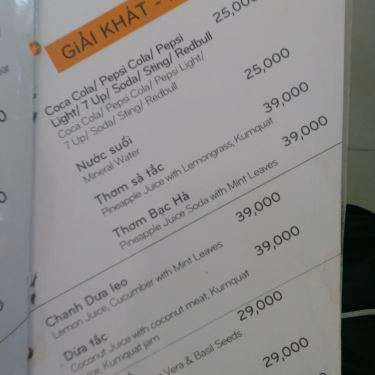 GIẢI KHÁT -
25,000
Coca Cola/ Pepsi Cola/ Pepsi
Light/ 7 Up/ Soda/ Sting/ Redbull
Coca Cola/ Pepsi Cola/ Pepsi Light/
7 Up/ Soda/ Sting/ Redbull
25,000
Nước suối
Mineral Water
39,000
Thơm sả tắc
Pineapple Juice with Lemongrass, Kumquat
39,000
Thơm Bạc Hà
Pineapple Juice Soda with Mint Leaves
39,000
Chanh Dưa leo
Lemon Juice, Cucumber with Mint Leaves
39,000
Dừa tắc
Coconut Juice with coconut meat, Kumquat
Juice, Kumquat jam
29,000
Vera & Basil Seeds
29,000